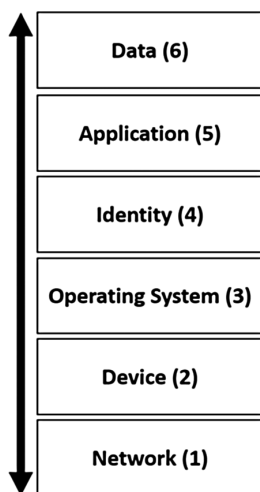 Data (6)
Application (5)
Identity (4)
Operating System (3)
Device (2)
Network (1)